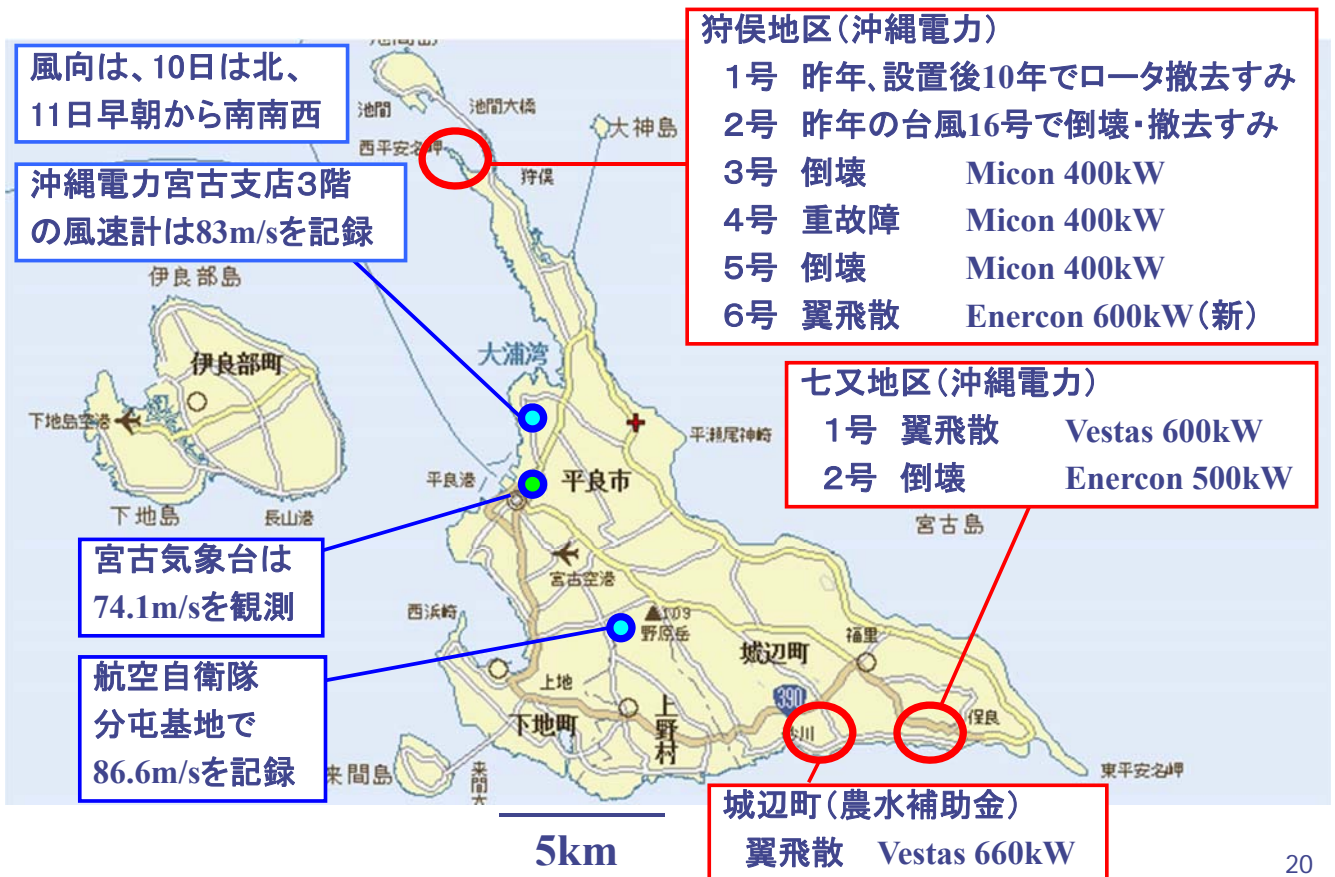 風向は、10日は北、
11日早朝から南南西
沖縄電力宮古支店3階
の風速計は83m/sを記録
狩俣地区(沖縄電力)
1号 昨年、設置後10年でロータ撤去すみ
2号 昨年の台風16号で倒壊・撤去すみ
3号 倒壊 Micon 400kW
4号 重故障 Micon 400kW
5号 倒壊 Micon 400kW
6号 翼飛散 Enercon 600kW(新)
七又地区(沖縄電力)
1号 翼飛散 Vestas 600kW
2号 倒壊 Enercon 500kW
宮古気象台は
74.1m/sを観測
航空自衛隊
分屯基地で
86.6m/sを記録
城辺町(農水補助金)
翼飛散 Vestas 660kW
池間
池間大橋
大神島
西平安名岬
狩俣
伊良部島
伊良部町
下地島空港
下地島
長山港
大浦湾
平瀬尾神崎
平良港
平良市
宮古島
宮古空港
西浜崎
109
野原岳
城辺町
福里
390
保良
上地
下地町
上野村
来間島
東平安名岬
5km
20